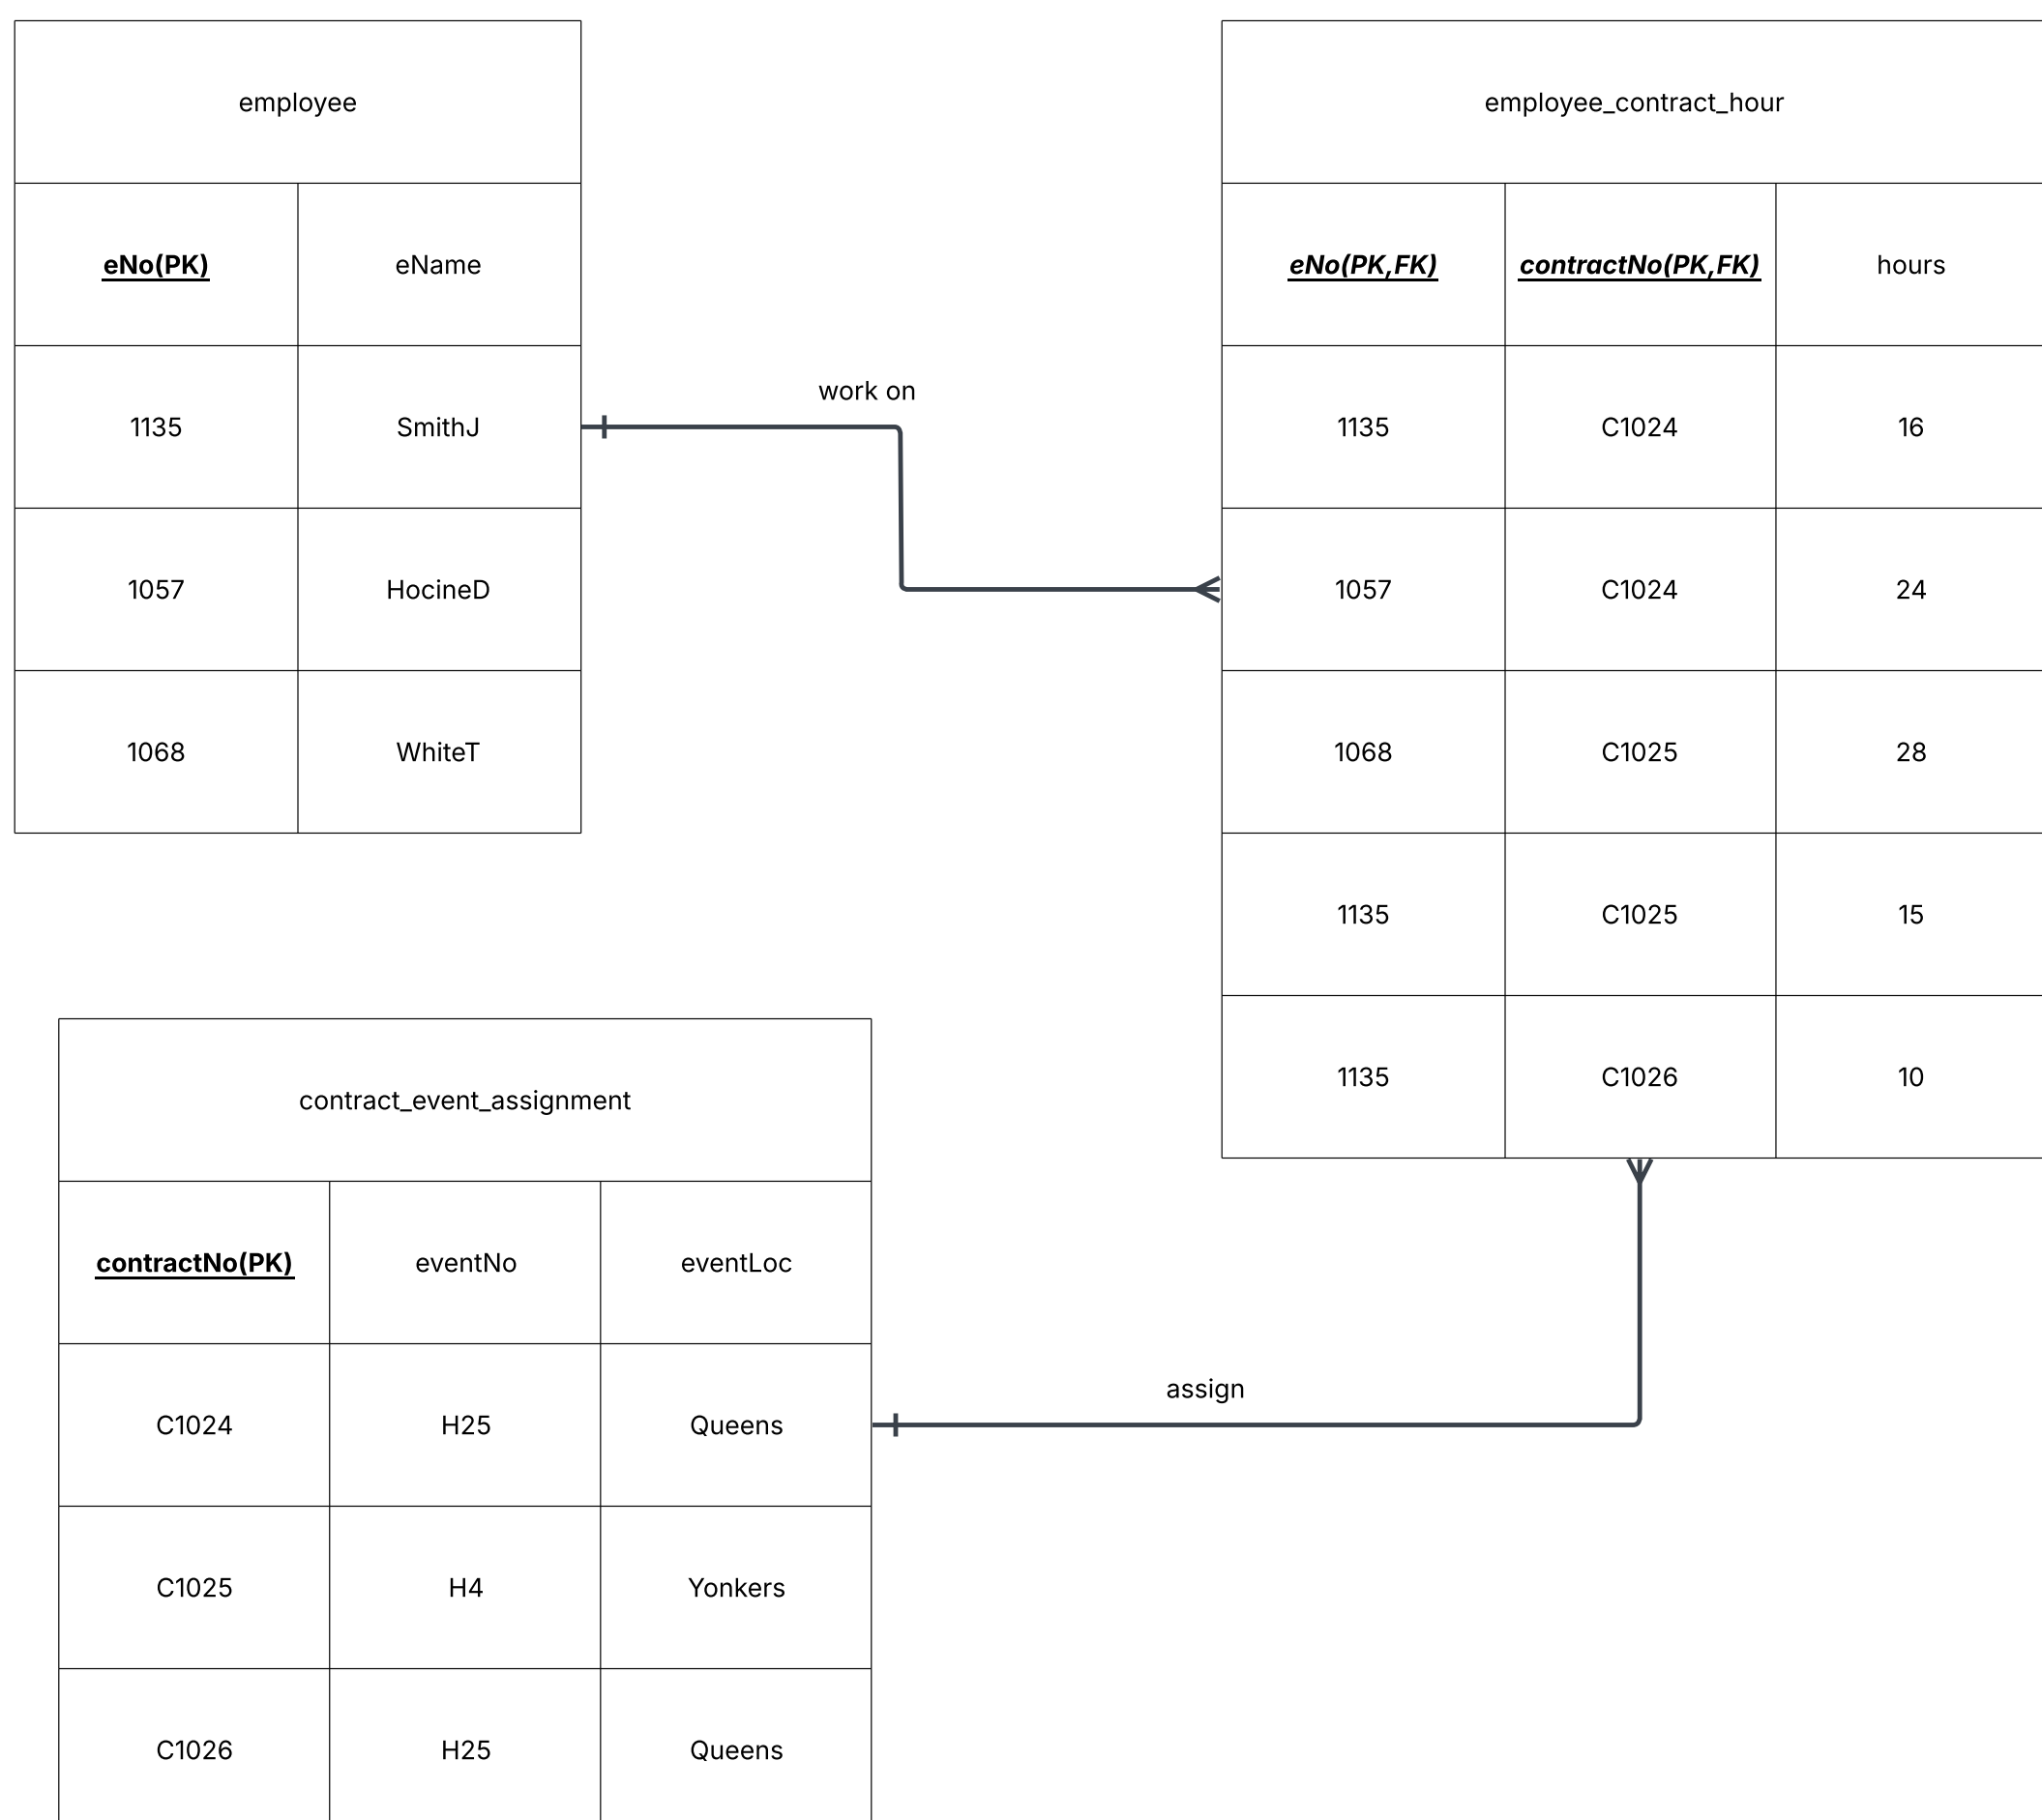 employee
eNo(PK) eName
1135 SmithJ
1057 HocineD
1068 WhiteT
work on
employee_contract_hour
eNo(PK,FK) contractNo(PK,FK) hours
1135 C1024 16
1057 C1024 24
1068 C1025 28
1135 C1025 15
1135 C1026 10
contract_event_assignment
contractNo(PK) eventNo eventLoc
C1024 H25 Queens
C1025 H4 Yonkers
C1026 H25 Queens
assign